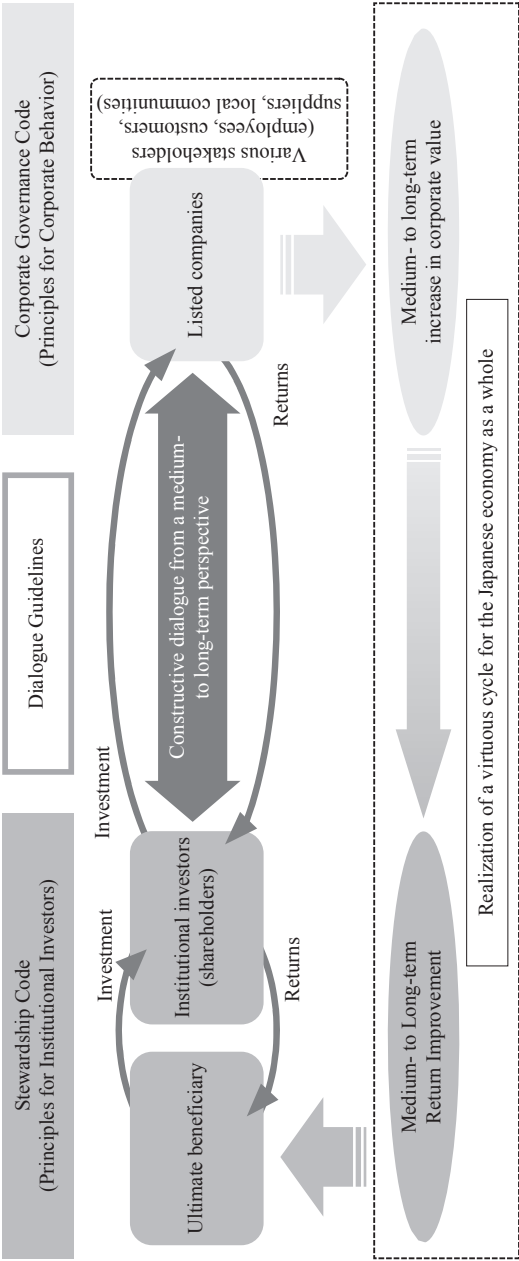 Stewardship Code
(Principles for Institutional Investors)
Dialogue Guidelines
Corporate Governance Code
(Principles for Corporate Behavior)
Investment
Investment
Ultimate beneficiary
Institutional investors
(shareholders)
Constructive dialogue from a medium-
to long-term perspective
Listed companies
Various stakeholders
(employees, customers,
suppliers, local communities)
Returns
Returns
Medium- to Long-term
Return Improvement
Medium- to long-term
increase in corporate value
Realization of a virtuous cycle for the Japanese economy as a whole